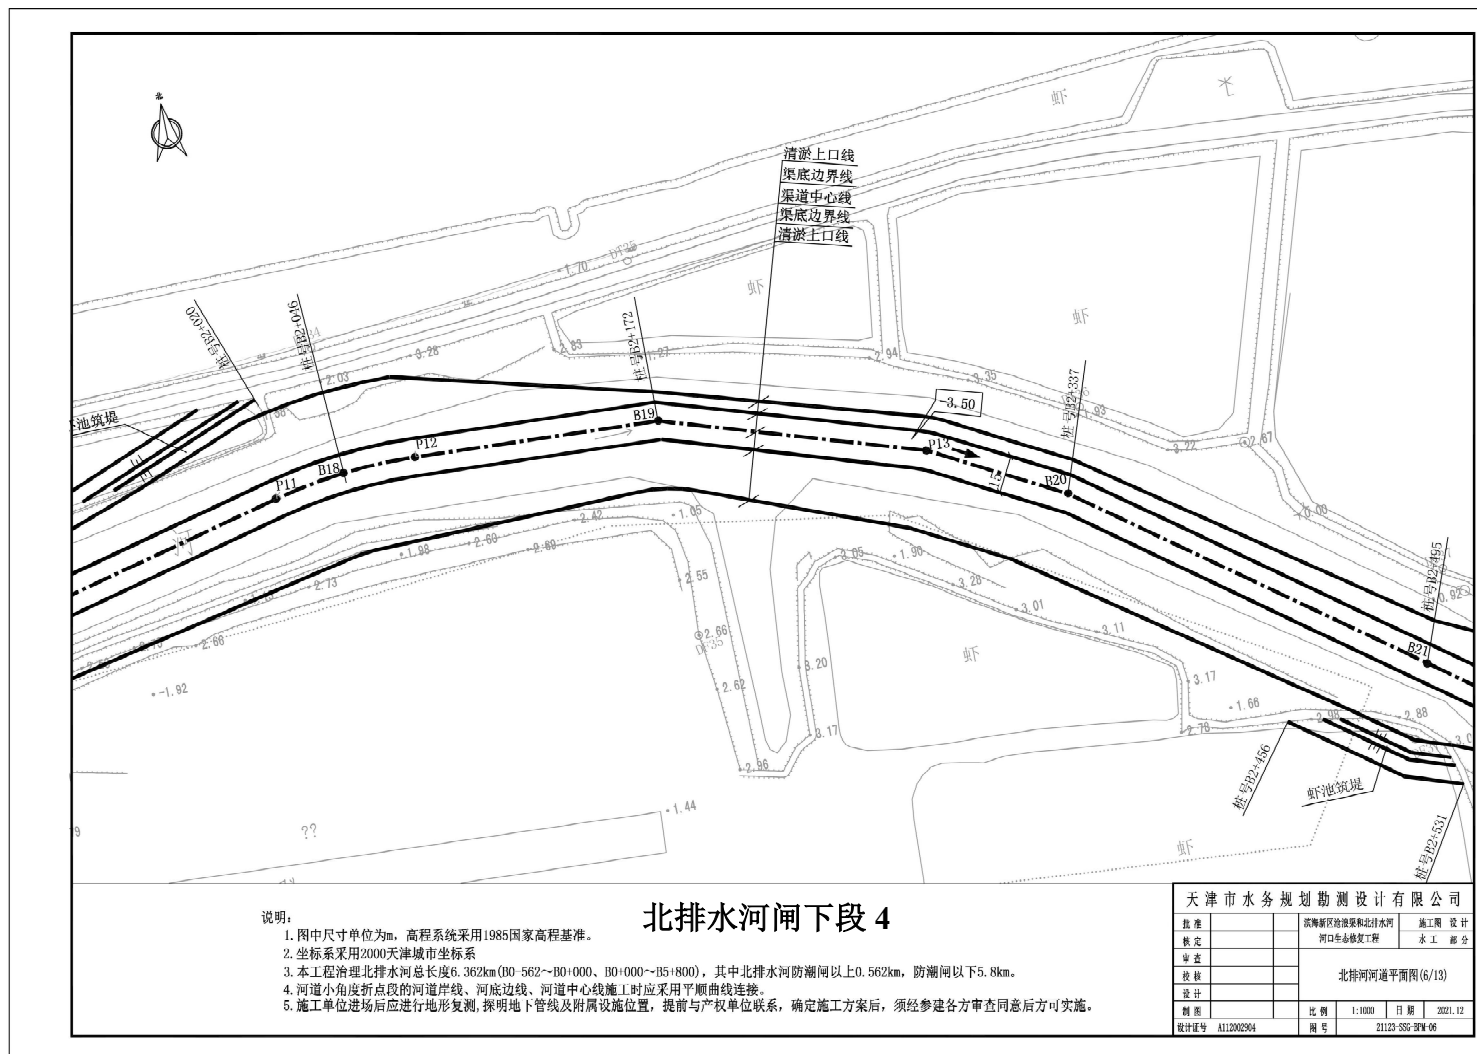 北
清淤上口线
渠底边界线
渠道中心线
渠底边界线
清淤上口线
虾
虾
虾
虾
虾
虾
河
??
桩号B2+020
桩号B2+046
桩号B2+172
桩号B2+337
桩号B2+495
桩号B2+456
桩号B2+531
池筑堤
虾池筑堤
P11
B18
P12
B19
P13
B20
B21
-3.50
15
1.70
DT35
3.28
2.03
2.83
1.27
2.94
3.35
1.93
3.22
2.67
0.00
0.92
2.42
1.05
2.69
2.69
1.98
2.73
2.66
-1.92
2.55
2.66
DT35
2.62
2.96
3.17
3.20
3.05
1.90
3.26
3.01
3.11
3.17
1.66
2.78
2.98
2.88
1.44
北排水河闸下段 4
说明:
1. 图中尺寸单位为m，高程系统采用1985国家高程基准。
2. 坐标系采用2000天津城市坐标系
3. 本工程治理北排水河总长度6.362km(B0-562～B0+000、B0+000～B5+800)，其中北排水河防潮闸以上0.562km，防潮闸以下5.8km。
4. 河道小角度折点段的河道岸线、河底边线、河道中心线施工时应采用平顺曲线连接。
5. 施工单位进场后应进行地形复测,探明地下管线及附属设施位置，提前与产权单位联系，确定施工方案后，须经参建各方审查同意后方可实施。
天津市水务规划勘测设计有限公司
批准
核定
审查
校核
设计
制图
设计证号 A112002904
滨海新区沧浪渠和北排水河
河口生态修复工程
施工图 设计
水工 部分
北排河河道平面图(6/13)
比例 1:1000 日期 2021.12
图号 21123-SSG-BPM-06